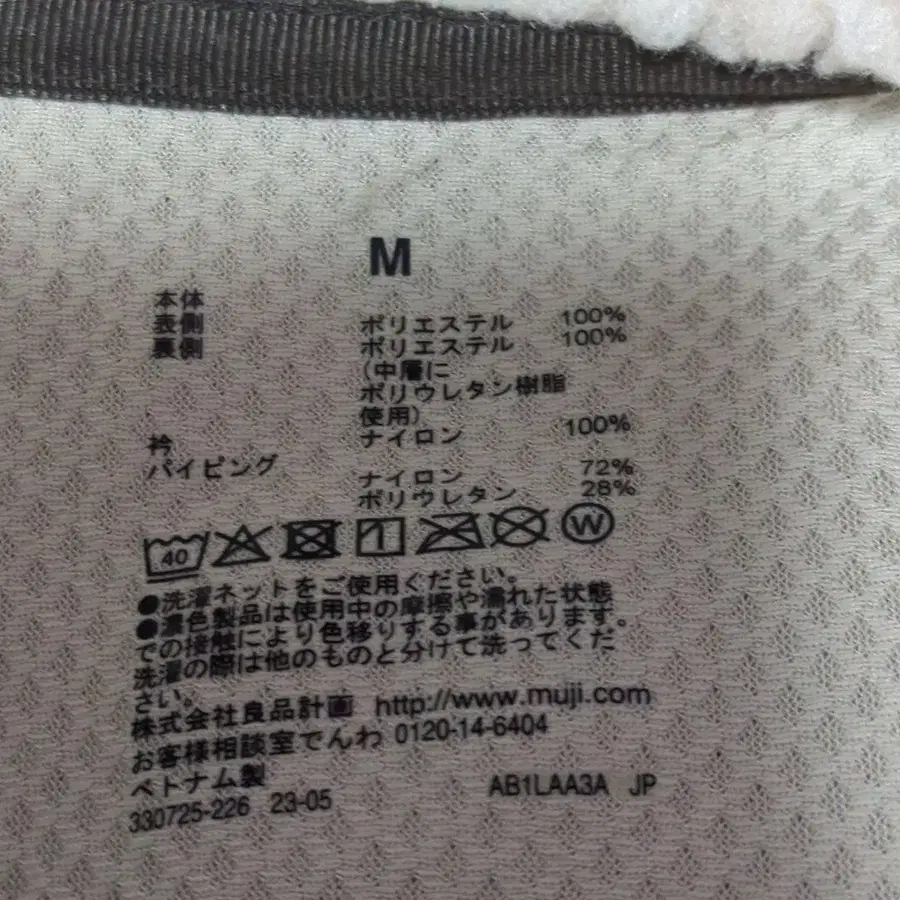 M
本体
表側 ポリエステル 100%
裏側 ポリエステル 100%
(中層に
ポリウレタン樹脂
使用)
衿 ナイロン 100%
パイピング ナイロン 72%
ポリウレタン 28%
40 W
●洗濯ネットをご使用ください。
●濃色製品は使用中の摩擦や濡れた状態
での接触により色移りする事があります。
洗濯の際は他のものと分けて洗ってくだ
さい。
株式会社良品計画 http://www.muji.com
お客様相談室でんわ 0120-14-6404
ベトナム製
330725-226 23-05 AB1LAA3A JP